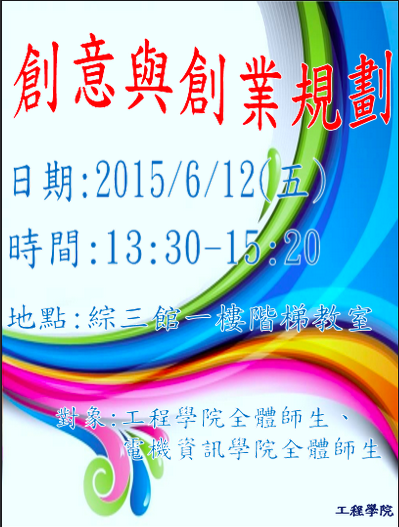 創意與創業規劃
日期:2015/6/12(五)
時間:13:30-15:20
地點:綜三館一樓階梯教室
對象:工程學院全體師生、
電機資訊學院全體師生
工程學院